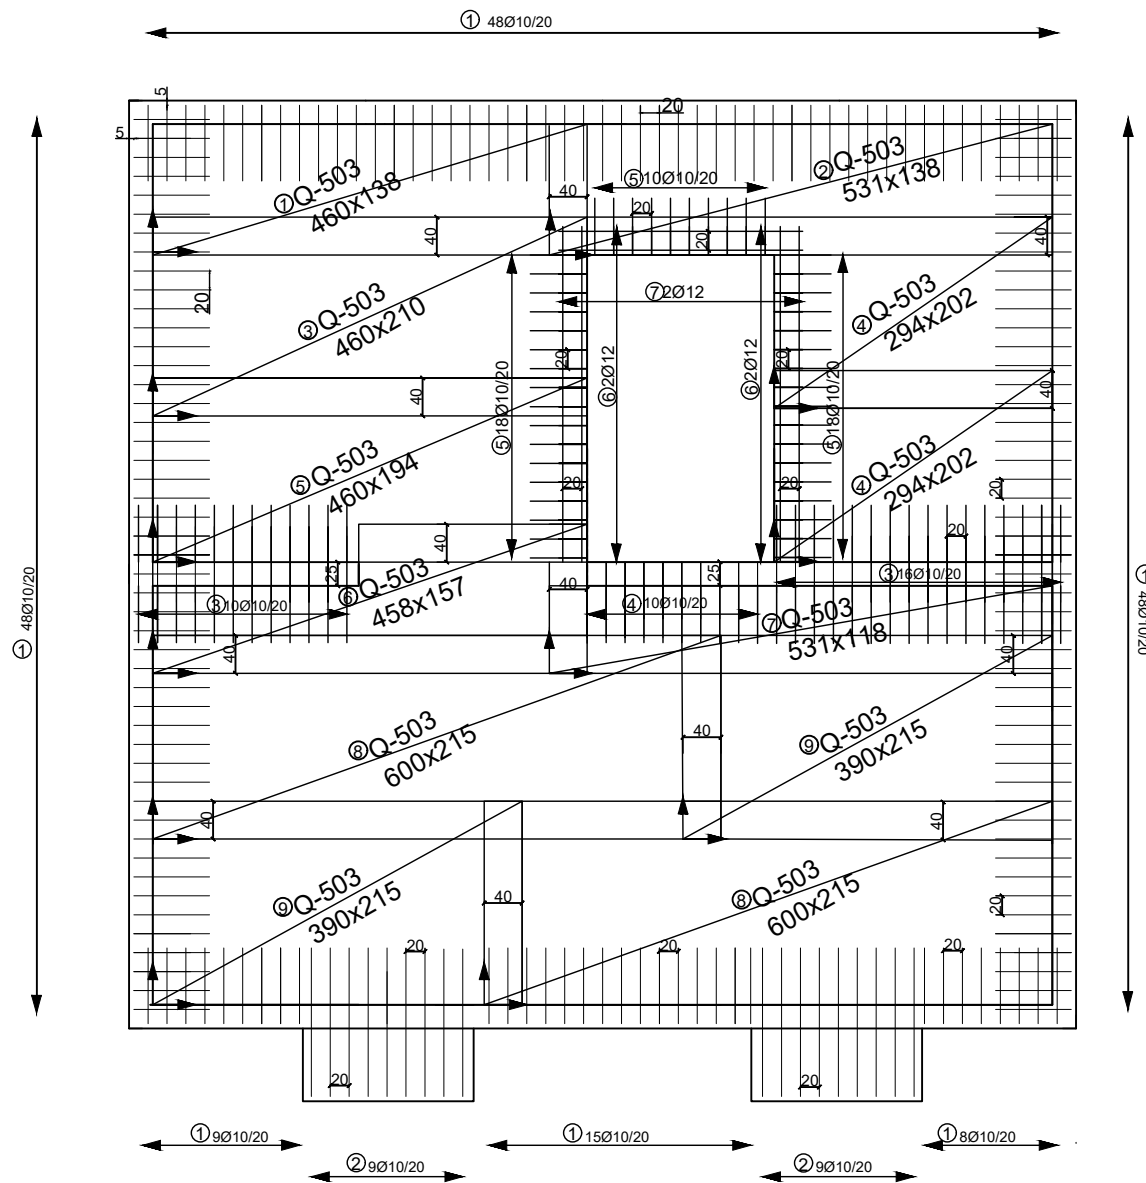 ① 48Ø10/20
5
5
20
①Q-503
460x138
②Q-503
531x138
⑤10Ø10/20
40
20
40
20
40
20
⑦2Ø12
③Q-503
460x210
④Q-503
294x202
20
⑥2Ø12
⑥2Ø12
20
40
40
⑤18Ø10/20
⑤18Ø10/20
⑤Q-503
460x194
④Q-503
294x202
20
20
20
40
20
① 48Ø10/20
① 48Ø10/20
25
⑥Q-503
458x157
40
25
③16Ø10/20
③10Ø10/20
④10Ø10/20
⑦Q-503
531x118
40
40
⑧Q-503
600x215
40
⑨Q-503
390x215
40
40
⑨Q-503
390x215
40
⑧Q-503
600x215
20
20
20
20
20
20
①9Ø10/20
①15Ø10/20
①8Ø10/20
②9Ø10/20
②9Ø10/20